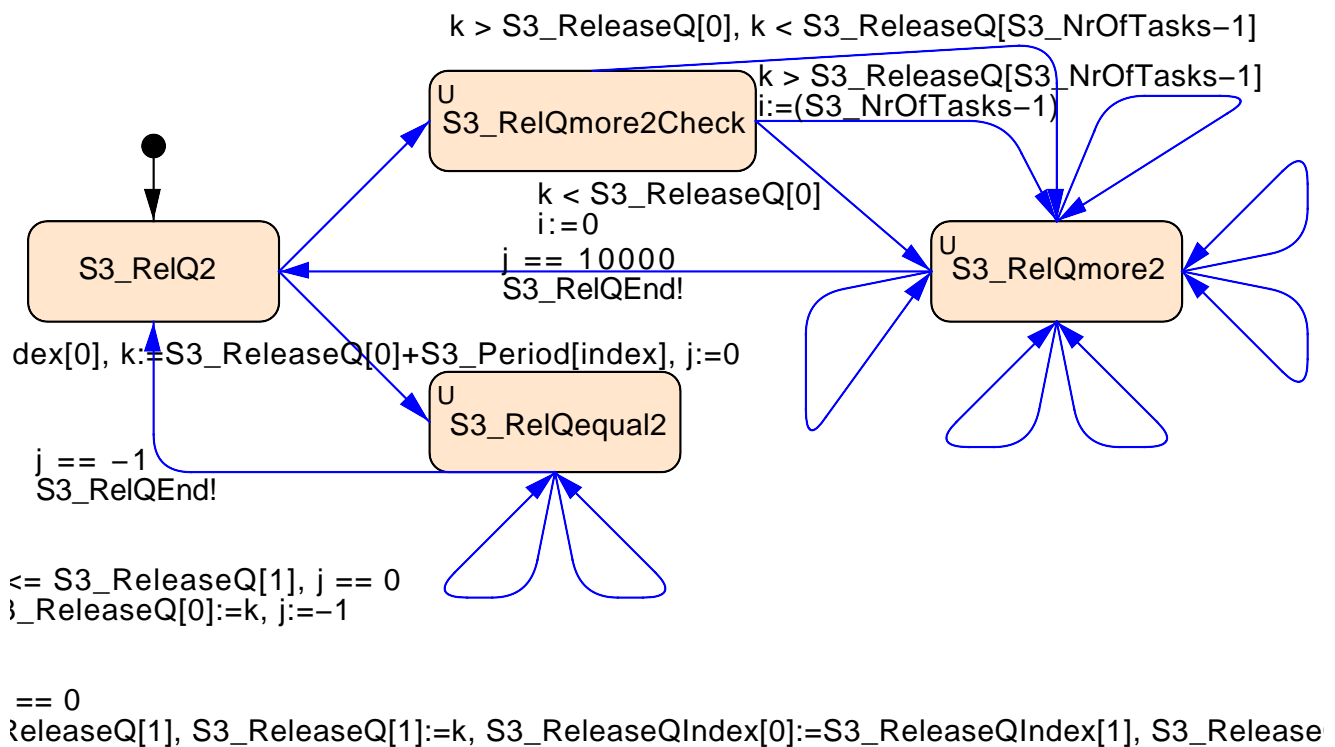 k > S3_ReleaseQ[0], k < S3_ReleaseQ[S3_NrOfTasks−1]
k > S3_ReleaseQ[S3_NrOfTasks−1]
i:=(S3_NrOfTasks−1)
U
S3_RelQmore2Check
k < S3_ReleaseQ[0]
i:=0
j == 10000
S3_RelQEnd!
S3_RelQ2
U
S3_RelQmore2
dex[0], k:=S3_ReleaseQ[0]+S3_Period[index], j:=0
U
S3_RelQequal2
j == −1
S3_RelQEnd!
<= S3_ReleaseQ[1], j == 0
_ReleaseQ[0]:=k, j:=−1
== 0
ReleaseQ[1], S3_ReleaseQ[1]:=k, S3_ReleaseQIndex[0]:=S3_ReleaseQIndex[1], S3_Release